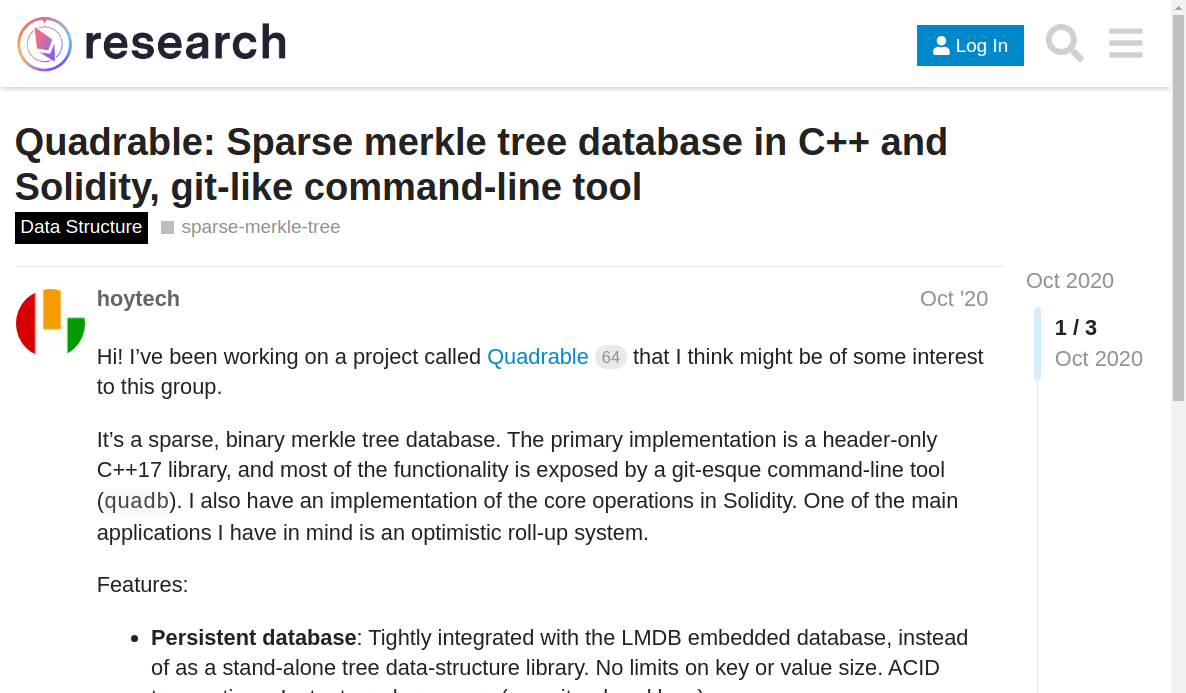 research
Log In
Quadrable: Sparse merkle tree database in C++ and
Solidity, git-like command-line tool
Data Structure sparse-merkle-tree
Oct 2020
hoytech Oct '20
1 / 3
Oct 2020
Hi! I’ve been working on a project called Quadrable 64 that I think might be of some interest
to this group.
It’s a sparse, binary merkle tree database. The primary implementation is a header-only
C++17 library, and most of the functionality is exposed by a git-esque command-line tool
(quadb). I also have an implementation of the core operations in Solidity. One of the main
applications I have in mind is an optimistic roll-up system.
Features:
Persistent database: Tightly integrated with the LMDB embedded database, instead
of as a stand-alone tree data-structure library. No limits on key or value size. ACID